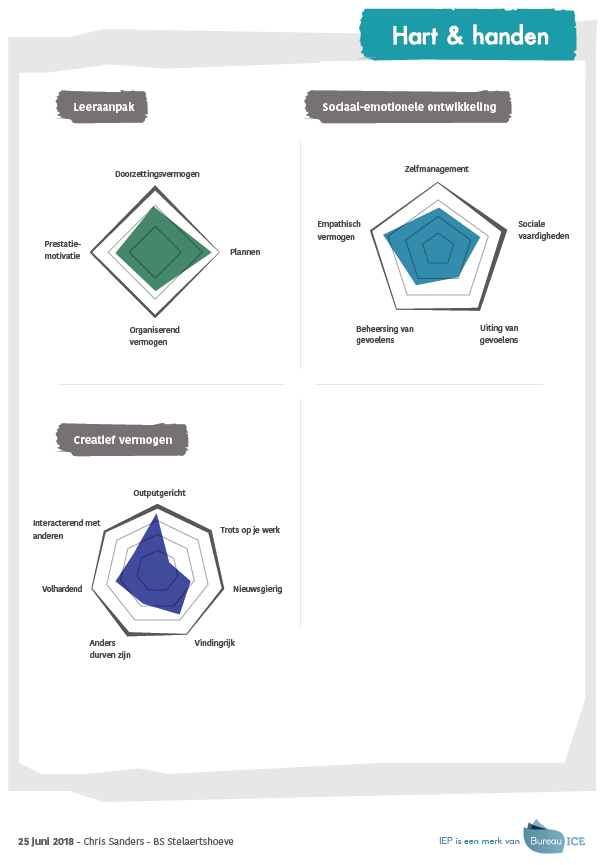 Hart & handen
Leeraanpak
Sociaal-emotionele ontwikkeling
Doorzettingsvermogen
Prestatie-
motivatie
Plannen
Organiserend
vermogen
Zelfmanagement
Empathisch
vermogen
Sociale
vaardigheden
Beheersing van
gevoelens
Uiting van
gevoelens
Creatief vermogen
Outputgericht
Interacterend met
anderen
Trots op je werk
Volhardend
Nieuwsgierig
Anders
durven zijn
Vindingrijk
25 juni 2018 - Chris Sanders - BS Stelaertshoeve
IEP is een merk van Bureau ICE